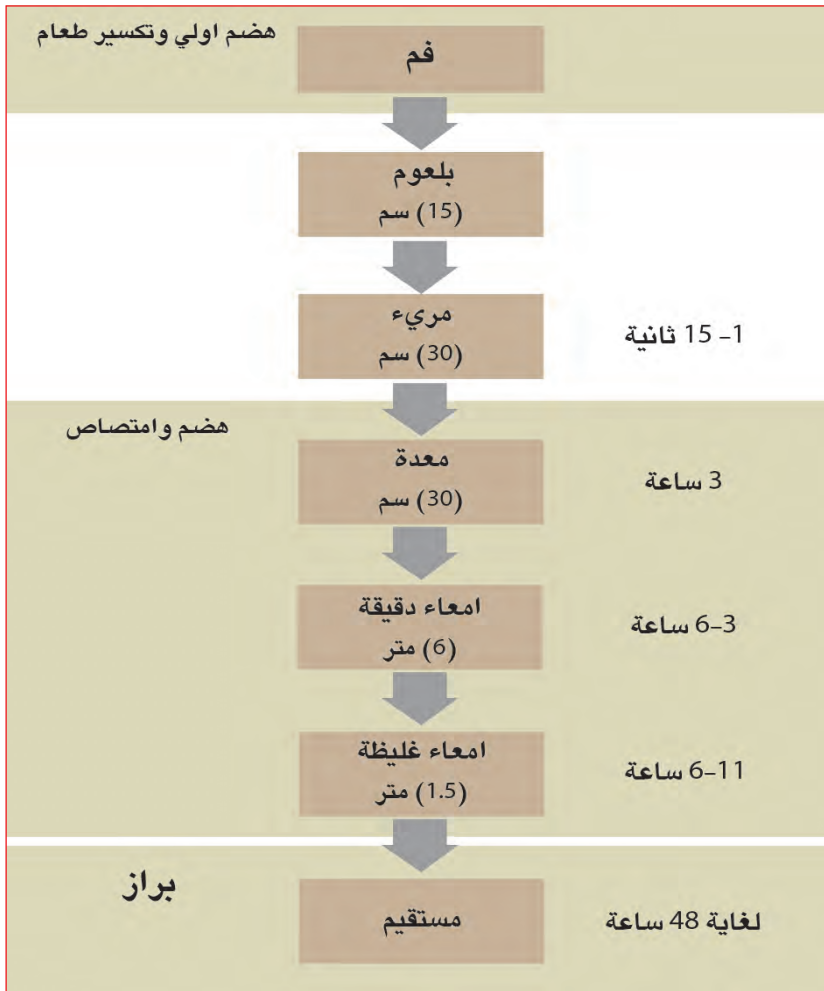 هضم اولي وتكسير طعام
فم
بلعوم
(15) سم
مريء
(30) سم
1– 15 ثانية
هضم وامتصاص
معدة
(30) سم
3 ساعة
امعاء دقيقة
(6) متر
3–6 ساعة
امعاء غليظة
(1.5) متر
6–11 ساعة
براز
مستقيم
لغاية 48 ساعة